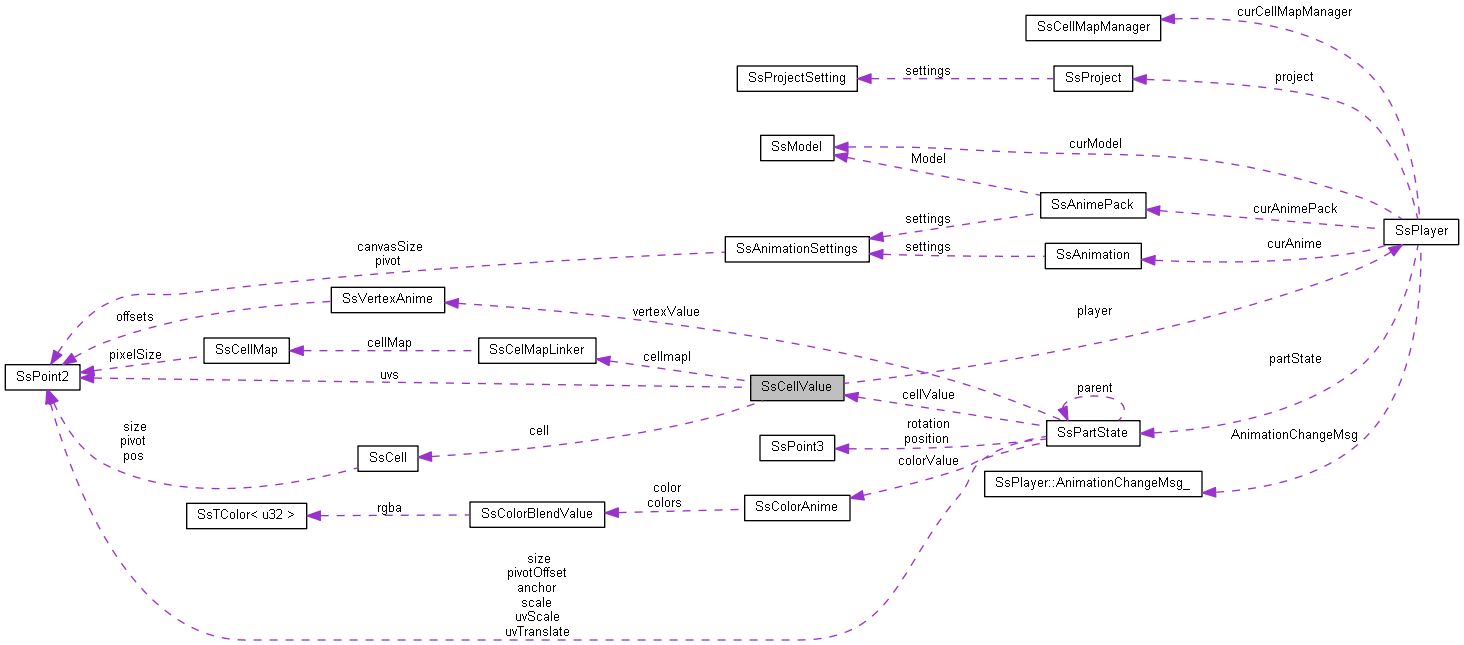 curCellMapManager
SsCellMapManager
SsProjectSetting
settings
SsProject
project
SsModel
curModel
Model
SsAnimePack
curAnimePack
SsPlayer
settings
canvasSize
pivot
SsAnimationSettings
settings
SsAnimation
curAnime
SsVertexAnime
offsets
vertexValue
player
SsCellMap
cellMap
SsCelMapLinker
pixelSize
cellmapl
partState
SsPoint2
uvs
SsCellValue
parent
cellValue
size
pivot
pos
cell
rotation
position
SsPartState
AnimationChangeMsg
SsCell
SsPoint3
colorValue
SsPlayer::AnimationChangeMsg_
color
colors
SsTColor< u32 >
rgba
SsColorBlendValue
SsColorAnime
size
pivotOffset
anchor
scale
uvScale
uvTranslate